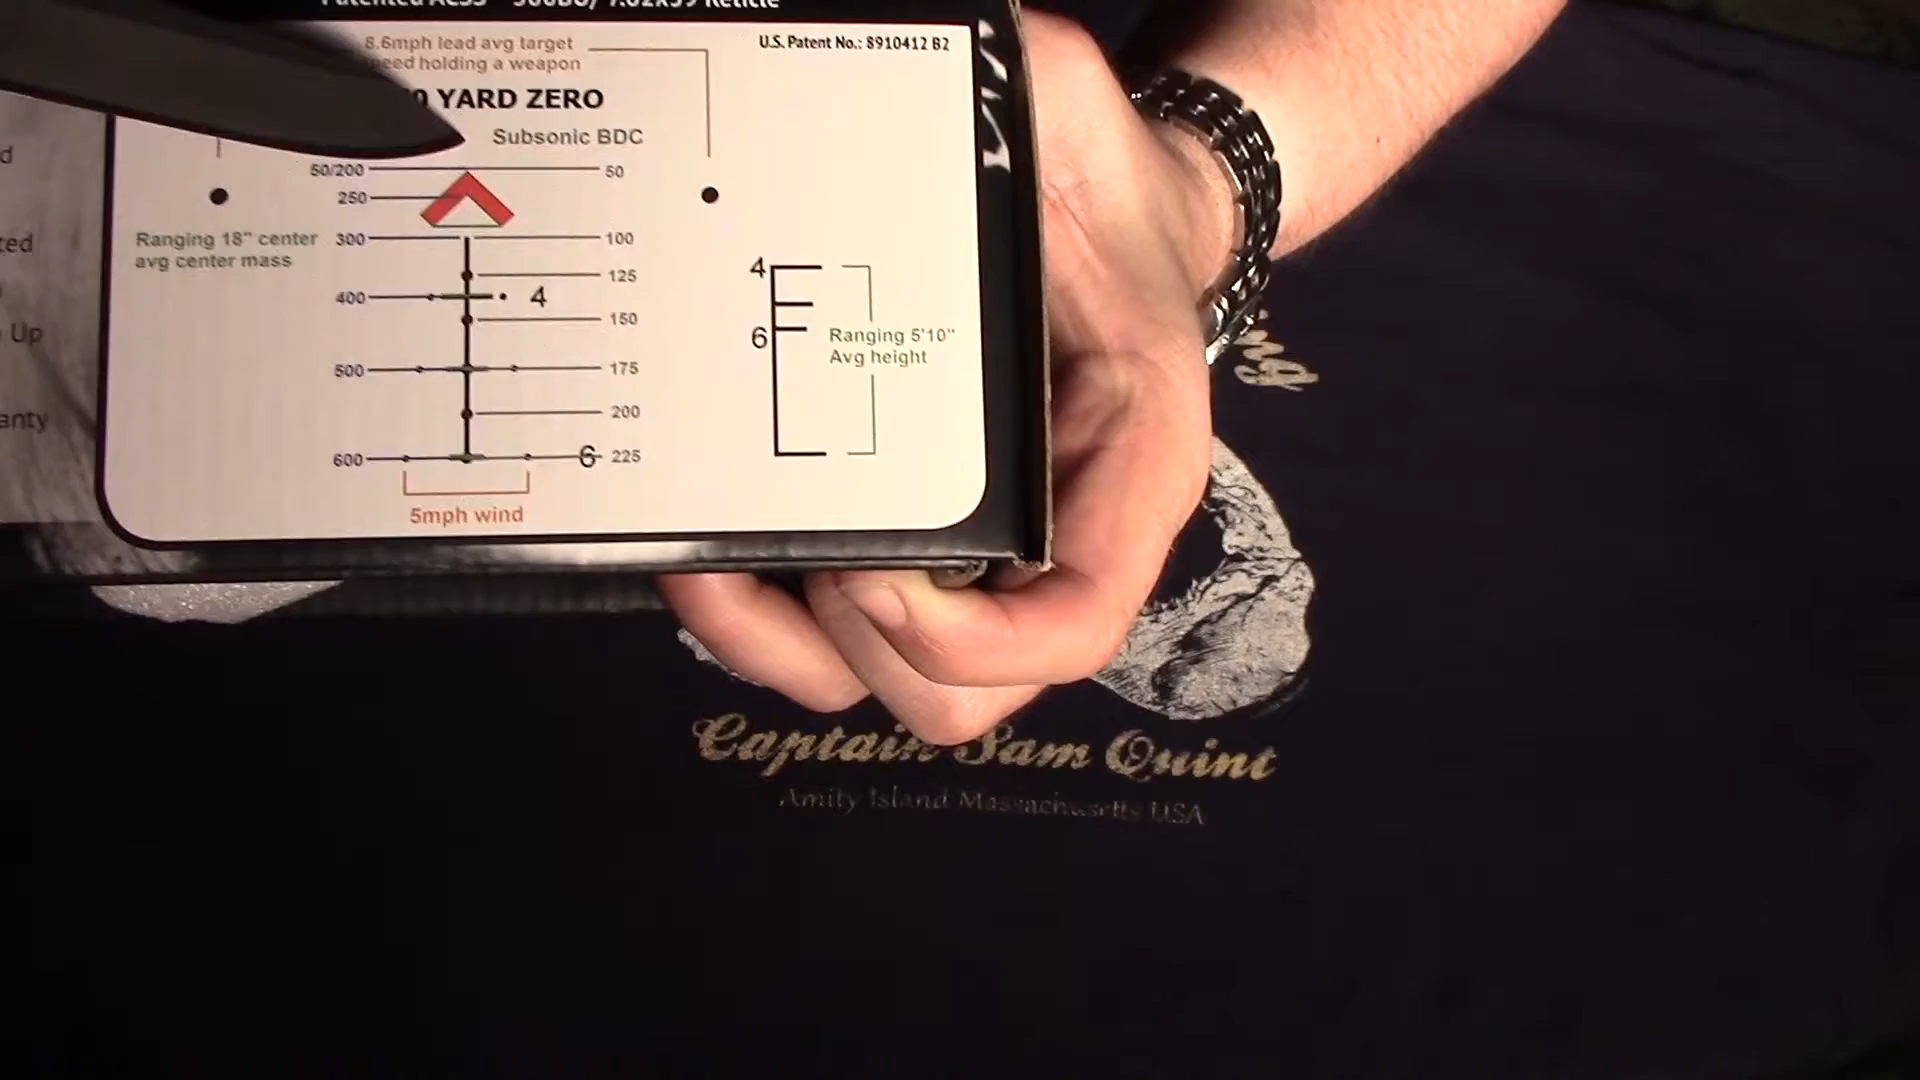 Reticle
8.6mph lead avg target
holding a weapon
U.S. Patent No.: 8910412 B2
YARD ZERO
Subsonic BDC
50/200
50
250
Ranging 18" center
avg center mass
300
100
125
400
4
150
500
175
200
600
6
225
5mph wind
4
6
Ranging 5'10"
Avg height
Up
Captain Sam Quint
Amity Island Massachusetts USA